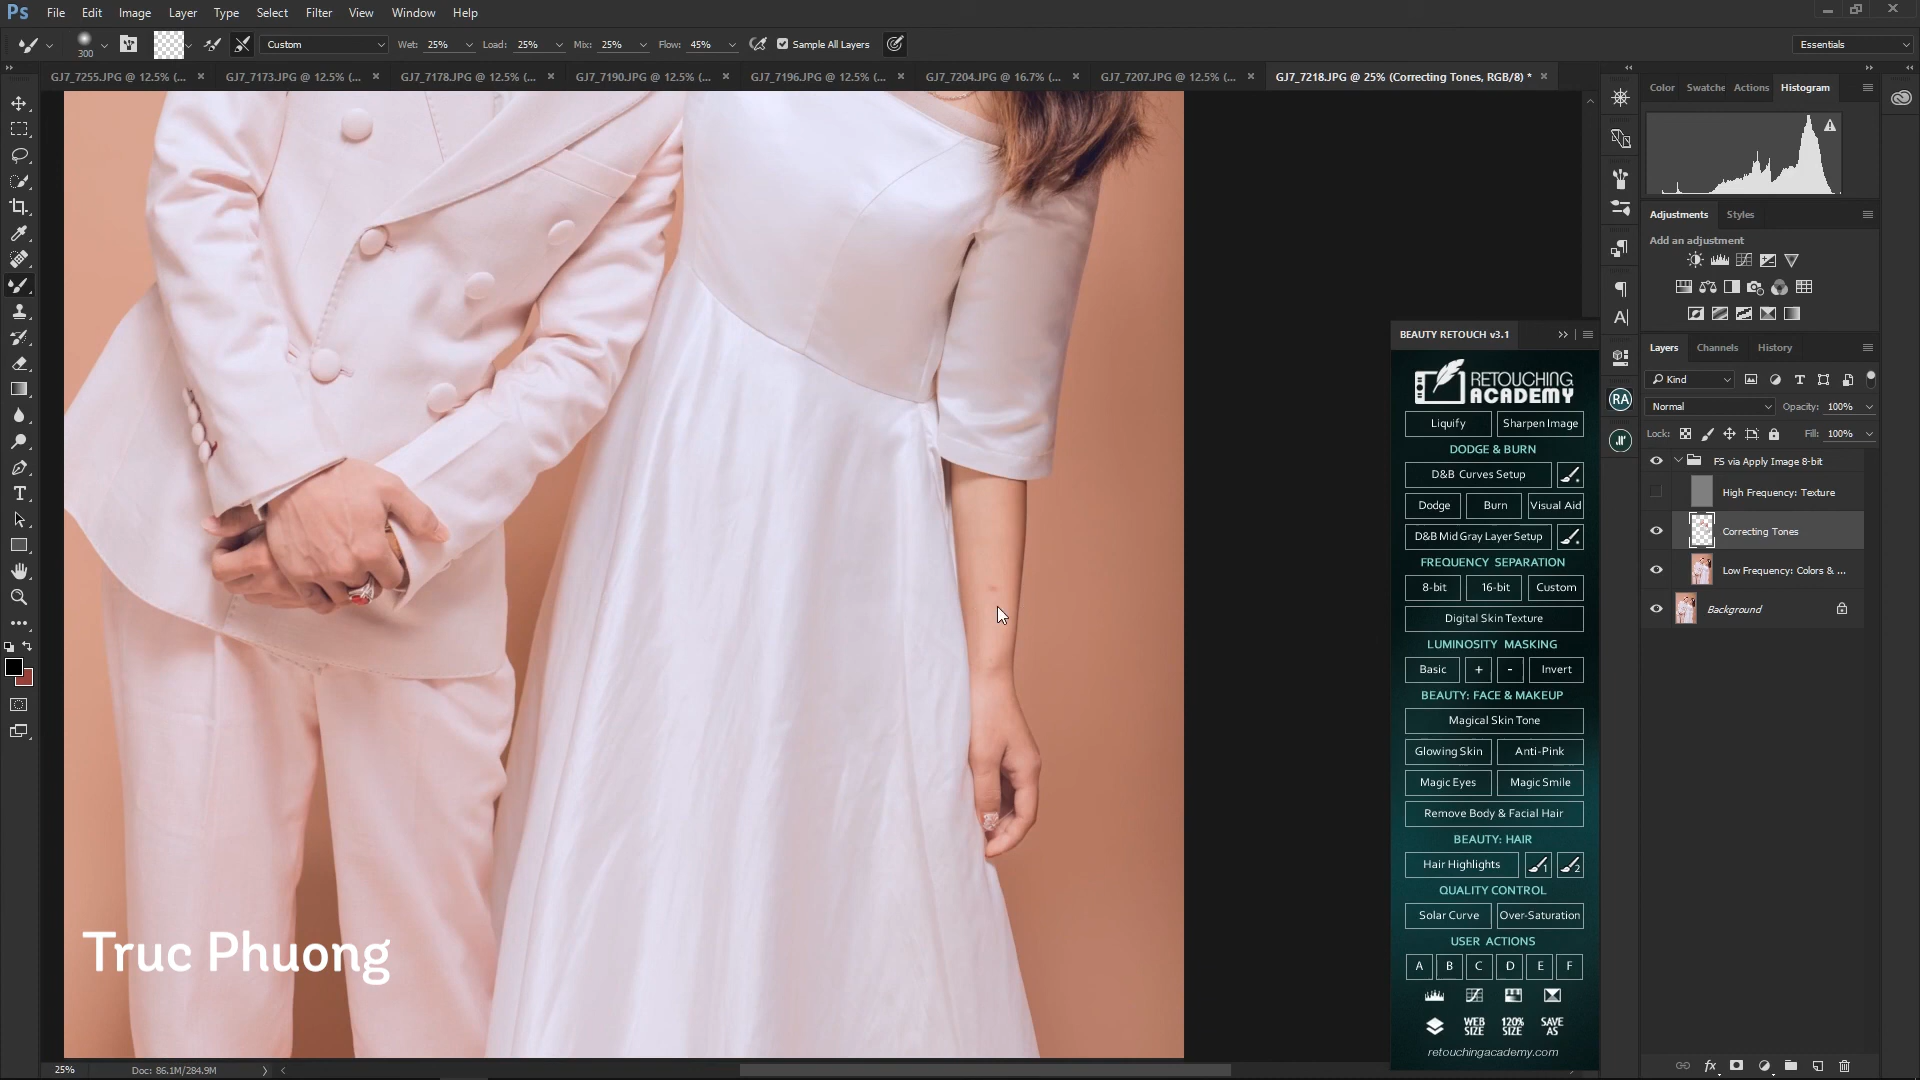 Ps File Edit Image Layer Type Select Filter View Window Help
300 Custom Wet: 25% Load: 25% Mix: 25% Flow: 45% Sample All Layers Essentials
GJ7_7255.JPG @ 12.5% (... GJ7_7173.JPG @ 12.5% (... GJ7_7178.JPG @ 12.5% (... GJ7_7190.JPG @ 12.5% (... GJ7_7196.JPG @ 12.5% (... GJ7_7204.JPG @ 16.7% (... GJ7_7207.JPG @ 12.5% (... GJ7_7218.JPG @ 25% (Correcting Tones, RGB/8) *
Color Swatche Actions Histogram
Adjustments Styles
Add an adjustment
Layers Channels History
Kind
Normal Opacity: 100%
Lock: Fill: 100%
FS via Apply Image 8-bit
High Frequency: Texture
Correcting Tones
Low Frequency: Colors & ...
Background
BEAUTY RETOUCH v3.1
RETOUCHING
ACADEMY
Liquify Sharpen Image
DODGE & BURN
D&B Curves Setup
Dodge Burn Visual Aid
D&B Mid Gray Layer Setup
FREQUENCY SEPARATION
8-bit 16-bit Custom
Digital Skin Texture
LUMINOSITY MASKING
Basic + - Invert
BEAUTY: FACE & MAKEUP
Magical Skin Tone
Glowing Skin Anti-Pink
Magic Eyes Magic Smile
Remove Body & Facial Hair
BEAUTY: HAIR
Hair Highlights 1 2
QUALITY CONTROL
Solar Curve Over-Saturation
USER ACTIONS
A B C D E F
WEB SIZE 120% SIZE SAVE AS
retouchingacademy.com
RA
Truc Phuong
25% Doc: 86.1M/284.9M
fx